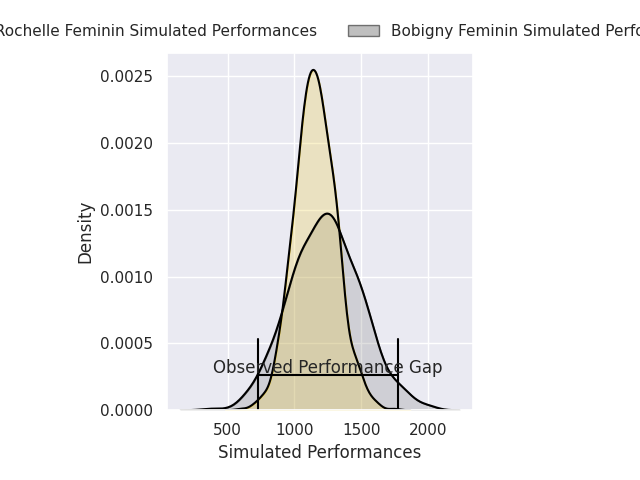 Rochelle Feminin Simulated Performances
Bobigny Feminin Simulated
0.0025
0.0020
0.0015
0.0010
0.0005
0.0000
Density
Observed Performance Gap
500 1000 1500 2000
Simulated Performances